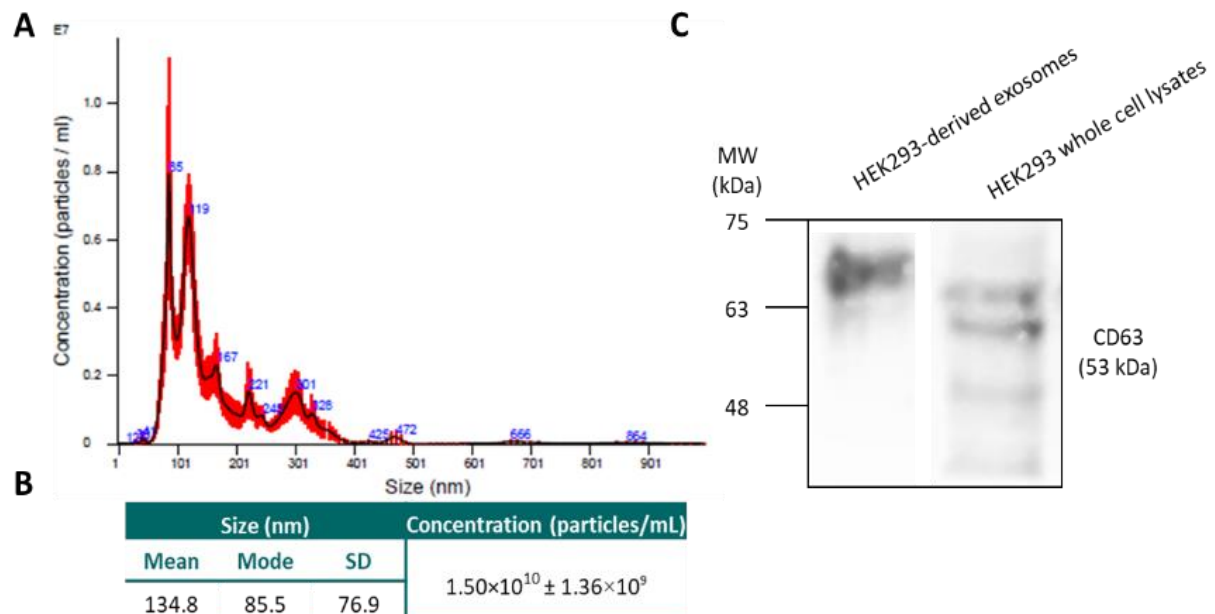 A
E7
Concentration (particles / ml)
1.0
0.8
0.6
0.4
0.2
0
85
119
167
221
301
425
472
666
864
1
101
201
301
401
501
601
701
801
901
Size (nm)
B
Size (nm) Concentration (particles/mL)
Mean Mode SD
134.8 85.5 76.9
1.50×10¹⁰ ± 1.36×10⁹
C
HEK293-derived exosomes
HEK293 whole cell lysates
MW
(kDa)
75
63
48
CD63
(53 kDa)